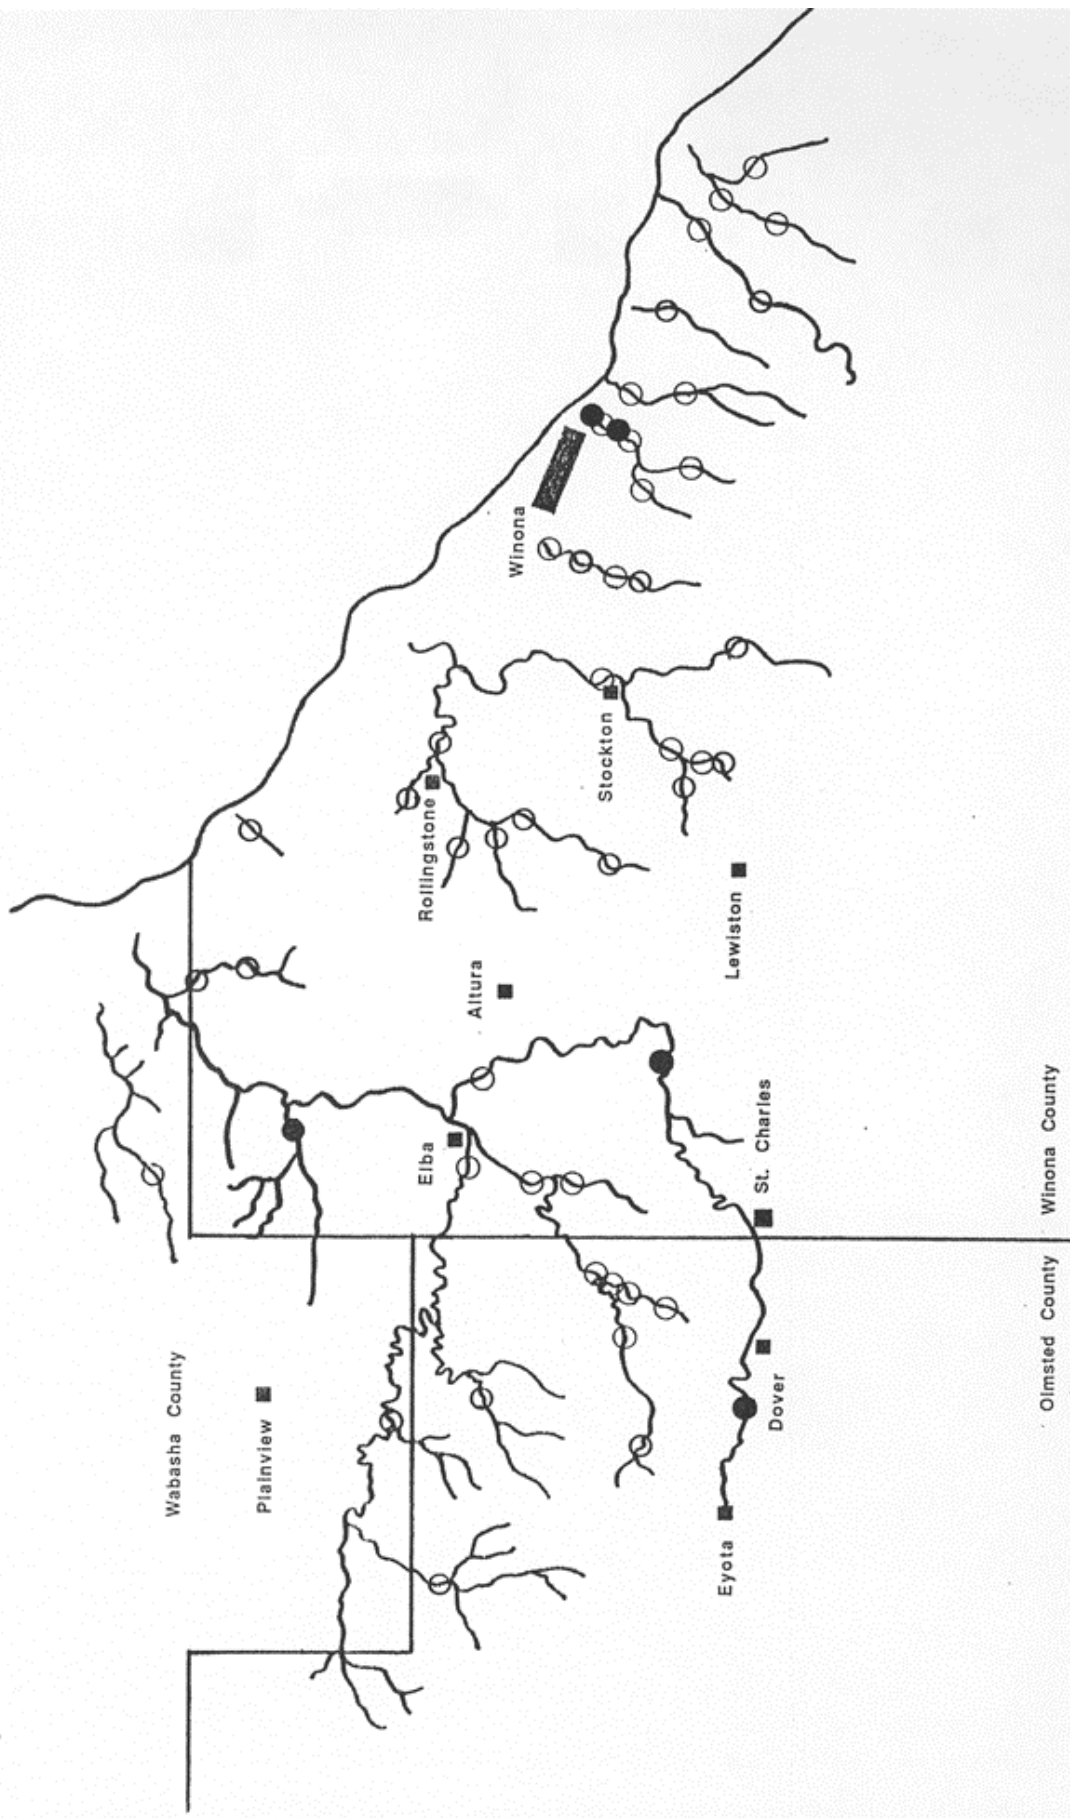 Wabasha County
Plainview
Eyota
Dover
St. Charles
Elba
Altura
Lewiston
Rollingstone
Stockton
Winona
Olmsted County
Winona County